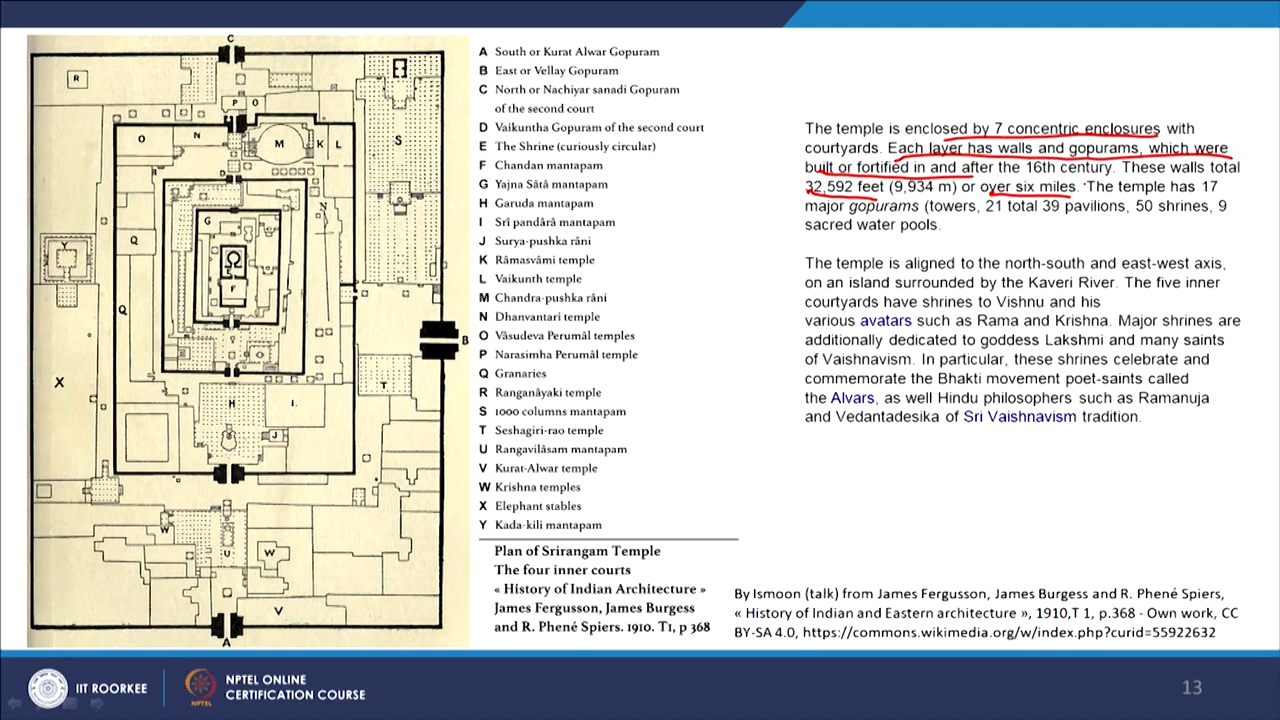 C
R
P O
O
N
M
K
L
S
D
G
Q
Y
F
Q
B
X
T
H
I.
J
W
U
W
V
A
A South or Kurat Alwar Gopuram
B East or Vellay Gopuram
C North or Nachiyar sanadi Gopuram
of the second court
D Vaikuntha Gopuram of the second court
E The Shrine (curiously circular)
F Chandan mantapam
G Yajna Sâtâ mantapam
H Garuda mantapam
I Srî pandârâ mantapam
J Surya-pushka râni
K Râmasvâmi temple
L Vaikunth temple
M Chandra-pushka râni
N Dhanvantari temple
O Vâsudeva Perumâl temples
P Narasimha Perumâl temple
Q Granaries
R Ranganâyaki temple
S 1000 columns mantapam
T Seshagiri-rao temple
U Rangavilâsam mantapam
V Kurat-Alwar temple
W Krishna temples
X Elephant stables
Y Kada-kili mantapam
Plan of Srirangam Temple
The four inner courts
« History of Indian Architecture »
James Fergusson, James Burgess
and R. Phené Spiers. 1910. T1, p 368
The temple is enclosed by 7 concentric enclosures with
courtyards. Each layer has walls and gopurams, which were
built or fortified in and after the 16th century. These walls total
32,592 feet (9,934 m) or over six miles. The temple has 17
major gopurams (towers, 21 total 39 pavilions, 50 shrines, 9
sacred water pools.
The temple is aligned to the north-south and east-west axis,
on an island surrounded by the Kaveri River. The five inner
courtyards have shrines to Vishnu and his
various avatars such as Rama and Krishna. Major shrines are
additionally dedicated to goddess Lakshmi and many saints
of Vaishnavism. In particular, these shrines celebrate and
commemorate the Bhakti movement poet-saints called
the Alvars, as well Hindu philosophers such as Ramanuja
and Vedantadesika of Sri Vaishnavism tradition.
By Ismoon (talk) from James Fergusson, James Burgess and R. Phené Spiers,
« History of Indian and Eastern architecture », 1910,T 1, p.368 - Own work, CC
BY-SA 4.0, https://commons.wikimedia.org/w/index.php?curid=55922632
IIT ROORKEE
NPTEL
NPTEL ONLINE
CERTIFICATION COURSE
13